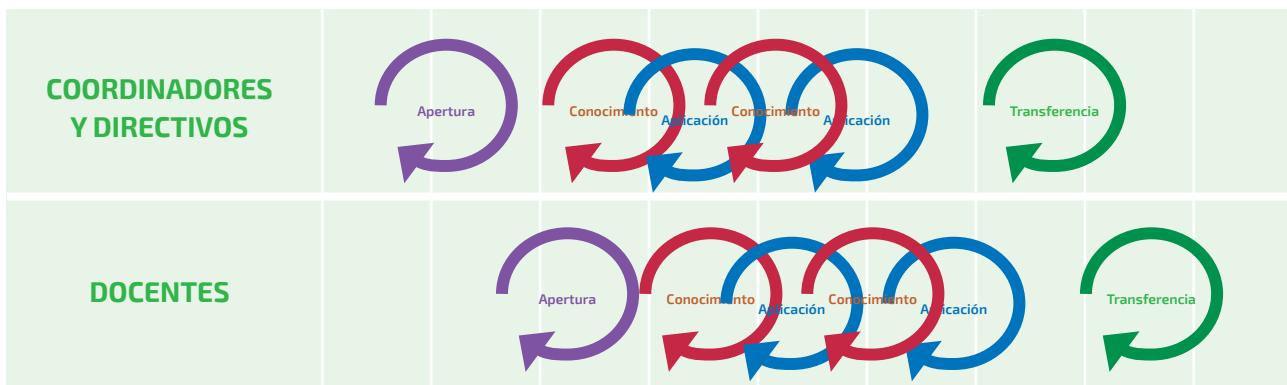 COORDINADORES
Y DIRECTIVOS
Apertura
Conocimiento
Aplicación
Conocimiento
Aplicación
Transferencia
DOCENTES
Apertura
Conocimiento
Aplicación
Conocimiento
Aplicación
Transferencia